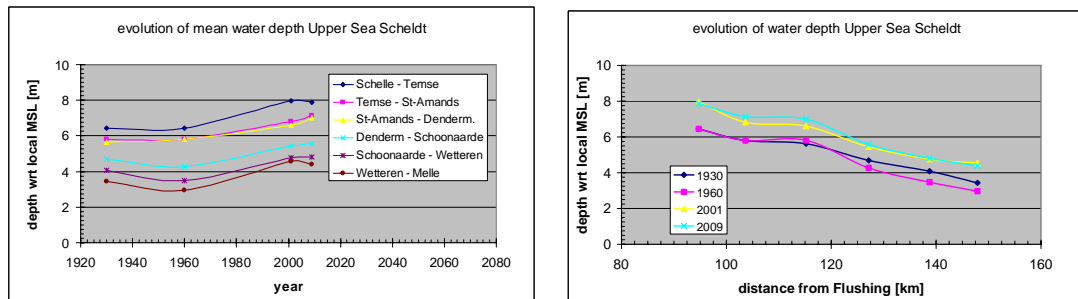 evolution of mean water depth Upper Sea Scheldt
depth wrt local MSL [m]
10
8
6
4
2
0
1920 1940 1960 1980 2000 2020 2040 2060 2080
year
Schelle - Temse
Temse - St-Amands
St-Amands - Denderm.
Denderm - Schoonaarde
Schoonaarde - Wetteren
Wetteren - Melle
evolution of water depth Upper Sea Scheldt
depth wrt local MSL [m]
10
8
6
4
2
0
80 100 120 140 160
distance from Flushing [km]
1930
1960
2001
2009